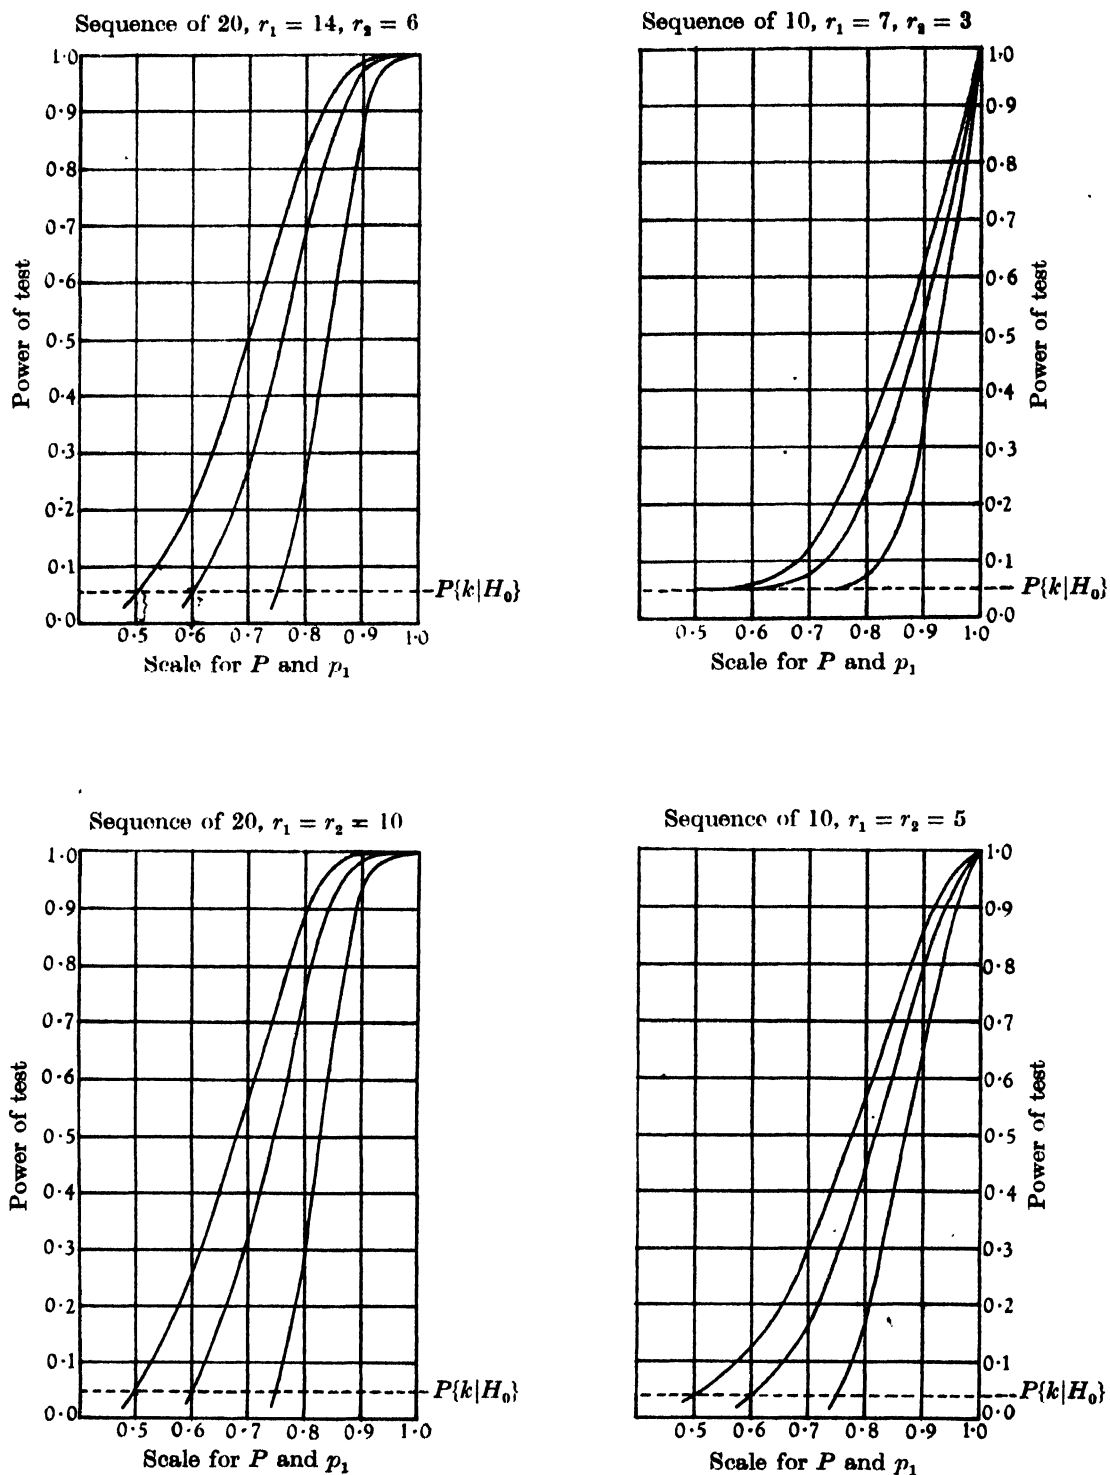 Sequence of 20, r₁ = 14, r₂ = 6
1·0
0·9
0·8
0·7
0·6
0·5
0·4
0·3
0·2
0·1
0·0
Power of test
P{k|H₀}
0·5 0·6 0·7 0·8 0·9 1·0
Scale for P and p₁
Sequence of 10, r₁ = 7, r₂ = 3
1·0
0·9
0·8
0·7
0·6
0·5
0·4
0·3
0·2
0·1
0·0
Power of test
P{k|H₀}
0·5 0·6 0·7 0·8 0·9 1·0
Scale for P and p₁
Sequence of 20, r₁ = r₂ = 10
1·0
0·9
0·8
0·7
0·6
0·5
0·4
0·3
0·2
0·1
0·0
Power of test
P{k|H₀}
0·5 0·6 0·7 0·8 0·9 1·0
Scale for P and p₁
Sequence of 10, r₁ = r₂ = 5
1·0
0·9
0·8
0·7
0·6
0·5
0·4
0·3
0·2
0·1
0·0
Power of test
P{k|H₀}
0·5 0·6 0·7 0·8 0·9 1·0
Scale for P and p₁